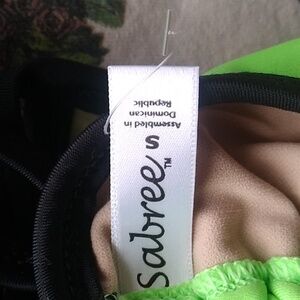 sabree™
S
Assembled in
Dominican
Republic